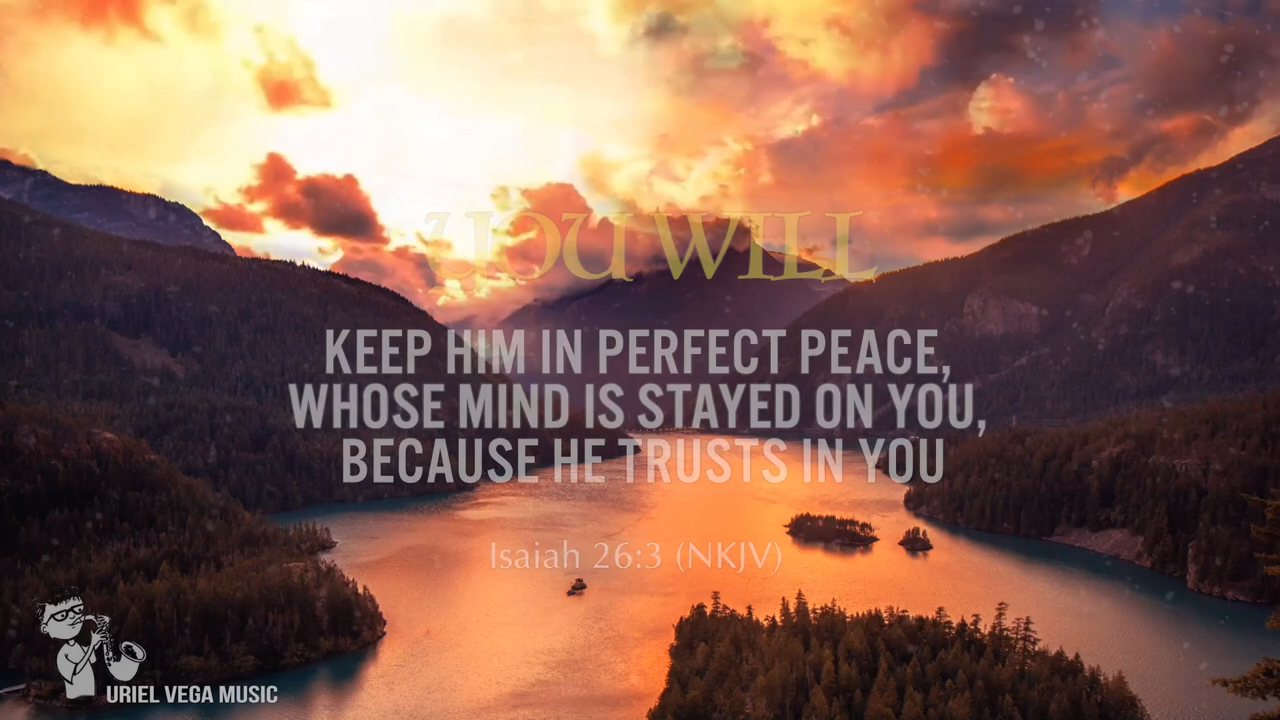 YOU WILL
KEEP HIM IN PERFECT PEACE,
WHOSE MIND IS STAYED ON YOU,
BECAUSE HE TRUSTS IN YOU
Isaiah 26:3 (NKJV)
URIEL VEGA MUSIC